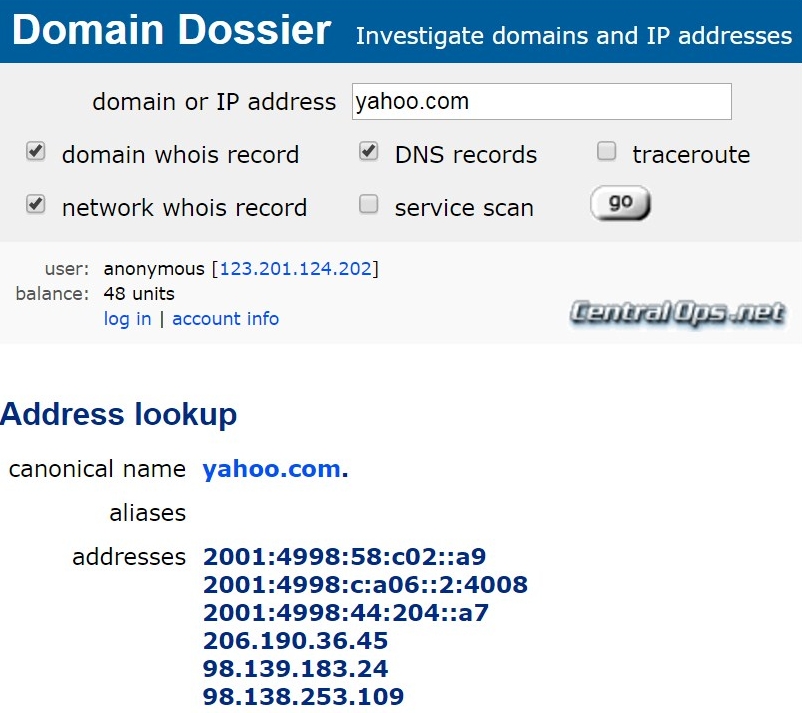 Domain Dossier Investigate domains and IP addresses
domain or IP address yahoo.com
domain whois record DNS records traceroute
network whois record service scan go
user: anonymous [123.201.124.202]
balance: 48 units
log in | account info
CentralOps.net
Address lookup
canonical name yahoo.com.
aliases
addresses 2001:4998:58:c02::a9
2001:4998:c:a06::2:4008
2001:4998:44:204::a7
206.190.36.45
98.139.183.24
98.138.253.109